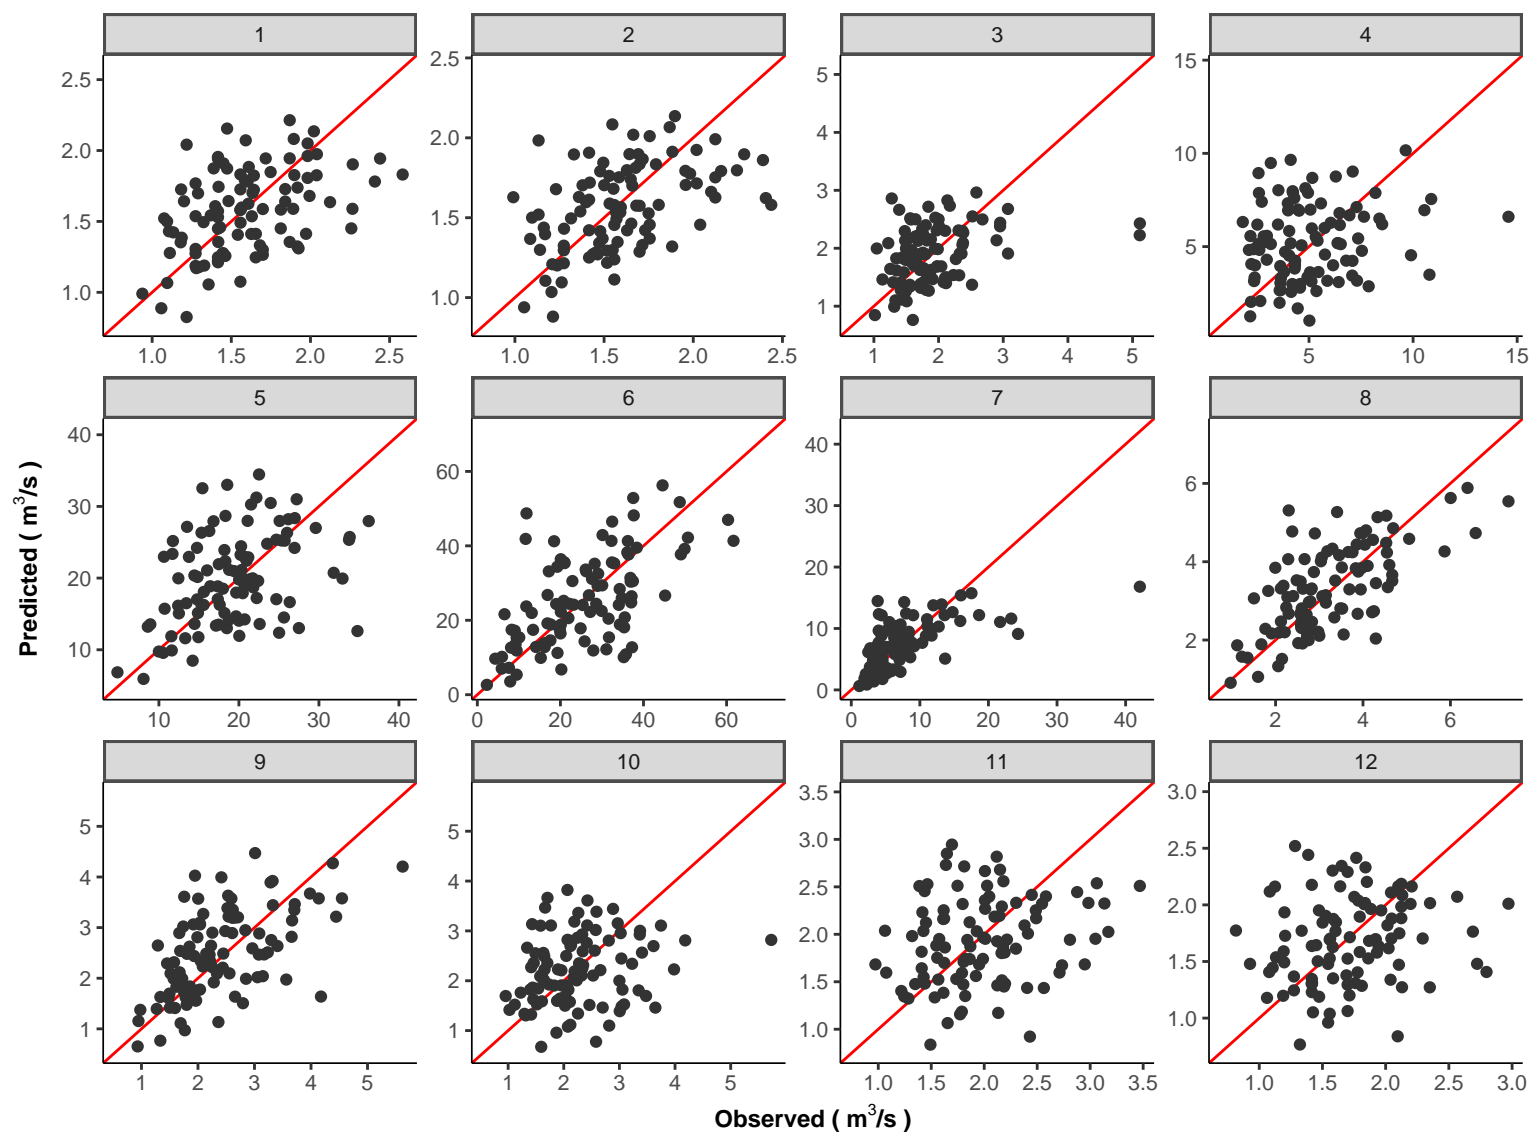 1 2 3 4
2.5 2.5 5 15
2.0 2.0 4 10
1.5 1.5 3 5
1.0 1.0 2
1
1.0 1.5 2.0 2.5 1.0 1.5 2.0 2.5 1 2 3 4 5 5 10 15
5 6 7 8
40 60 40 6
30 40 30 4
20 20 20 2
10 0 10
0
10 20 30 40 0 20 40 60 0 10 20 30 40 2 4 6
9 10 11 12
5 5 3.5 3.0
4 4 3.0 2.5
3 3 2.5 2.0
2 2 2.0 1.5
1 1 1.5 1.0
1.0
1 2 3 4 5 1 2 3 4 5 1.0 1.5 2.0 2.5 3.0 3.5 1.0 1.5 2.0 2.5 3.0
Predicted ( m³/s )
Observed ( m³/s )